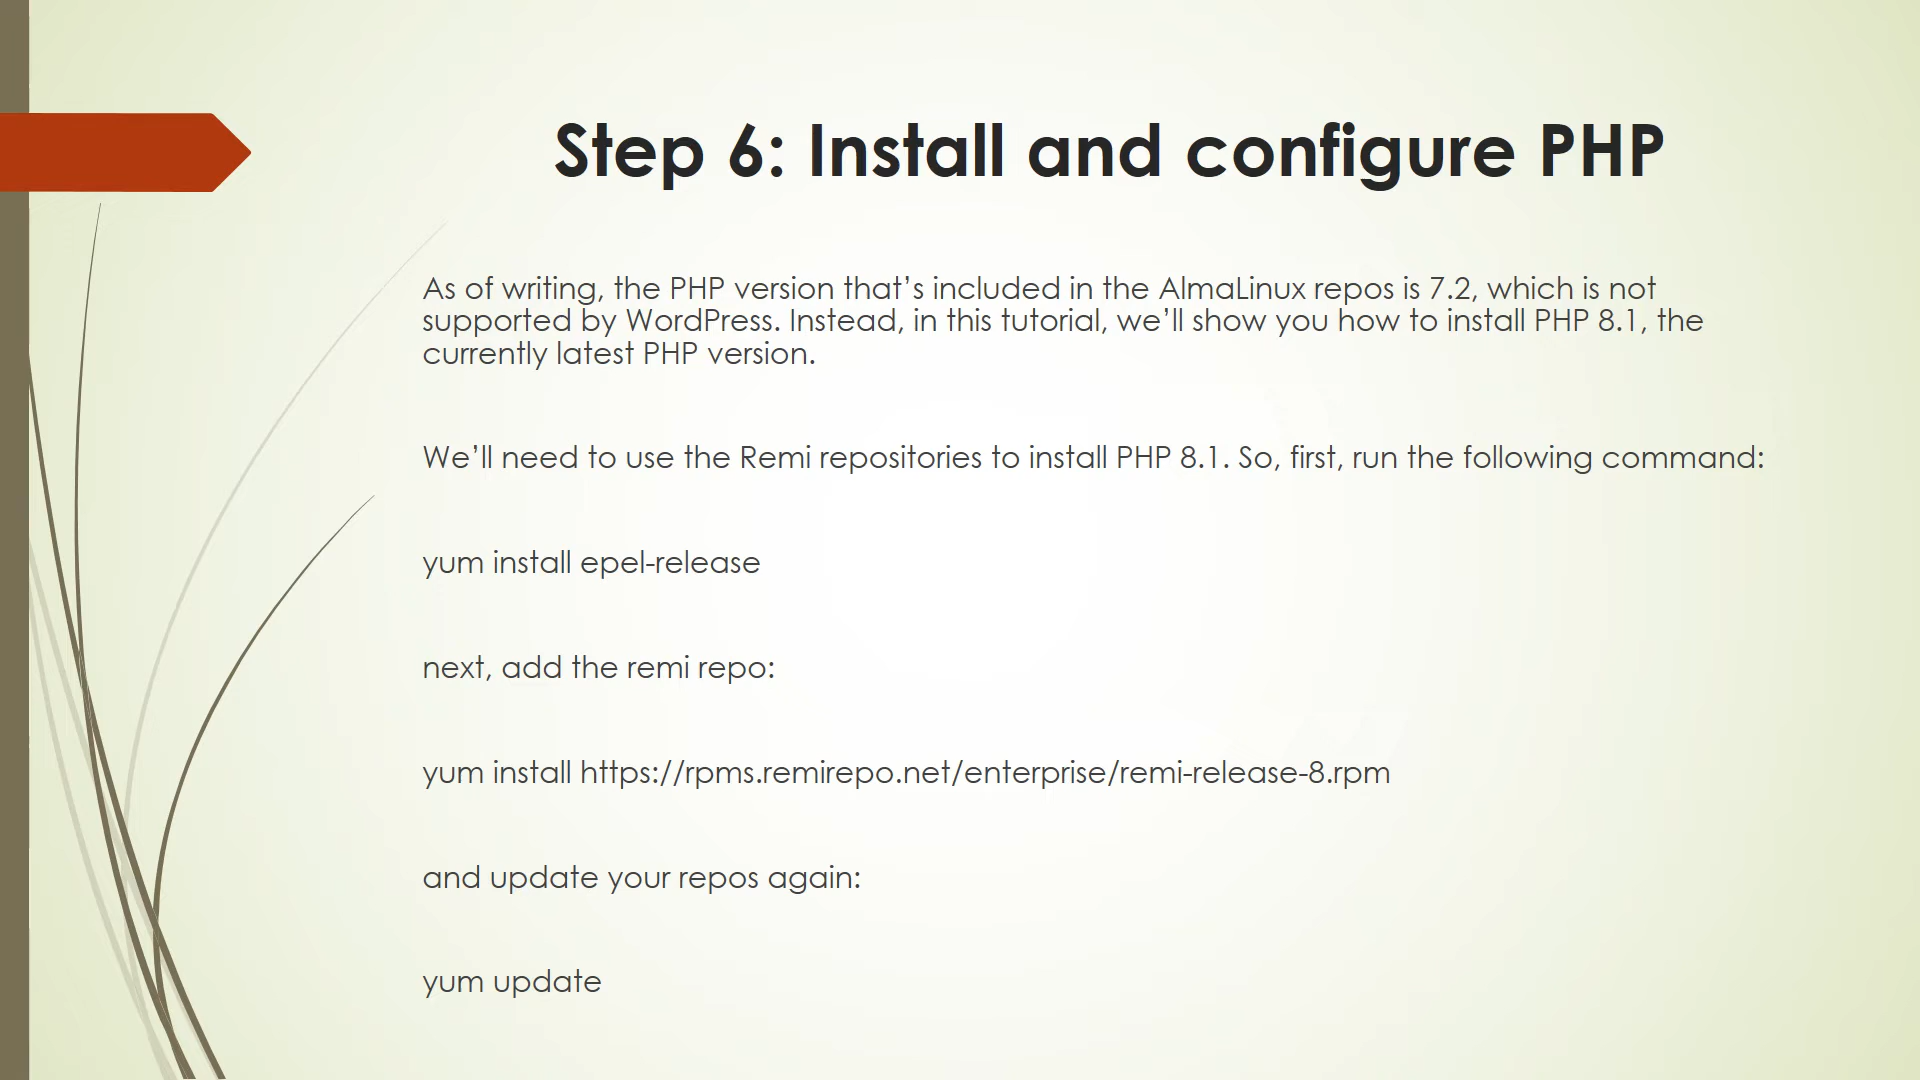 Step 6: Install and configure PHP
As of writing, the PHP version that’s included in the AlmaLinux repos is 7.2, which is not
supported by WordPress. Instead, in this tutorial, we’ll show you how to install PHP 8.1, the
currently latest PHP version.
We’ll need to use the Remi repositories to install PHP 8.1. So, first, run the following command:
yum install epel-release
next, add the remi repo:
yum install https://rpms.remirepo.net/enterprise/remi-release-8.rpm
and update your repos again:
yum update